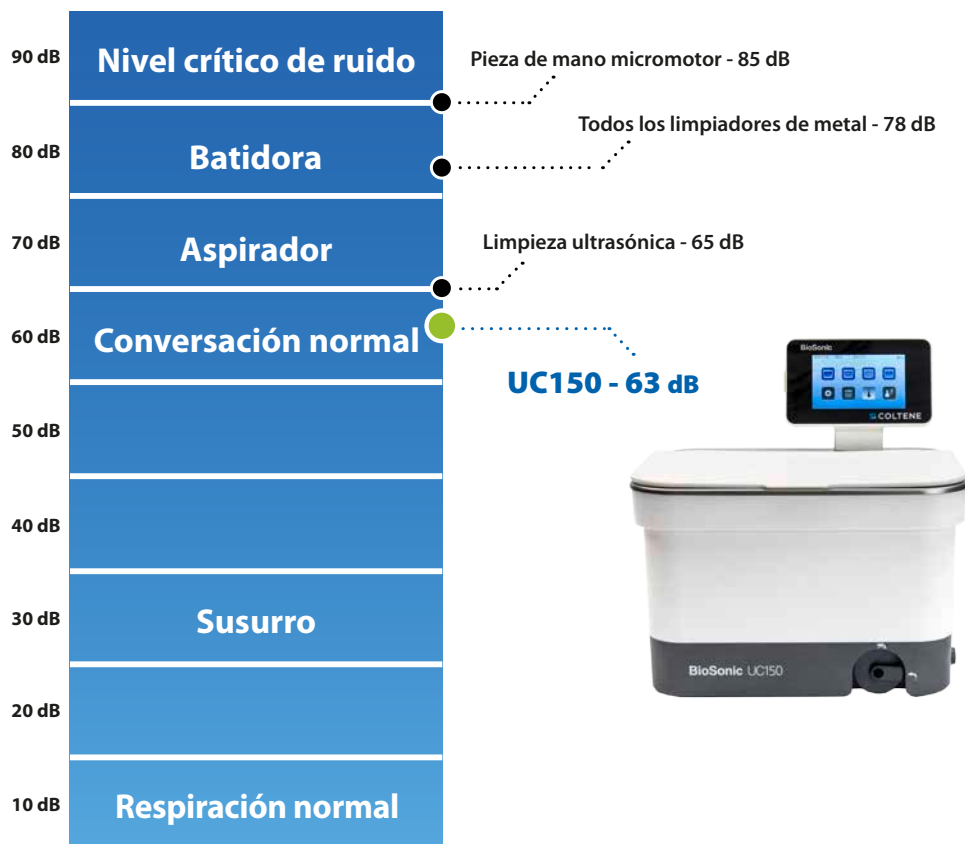 90 dB
Nivel crítico de ruido
Pieza de mano micromotor - 85 dB
80 dB
Batidora
Todos los limpiadores de metal - 78 dB
70 dB
Aspirador
Limpieza ultrasónica - 65 dB
60 dB
Conversación normal
UC150 - 63 dB
50 dB
40 dB
30 dB
Susurro
20 dB
10 dB
Respiración normal
BioSonic
COLTENE
BioSonic UC150